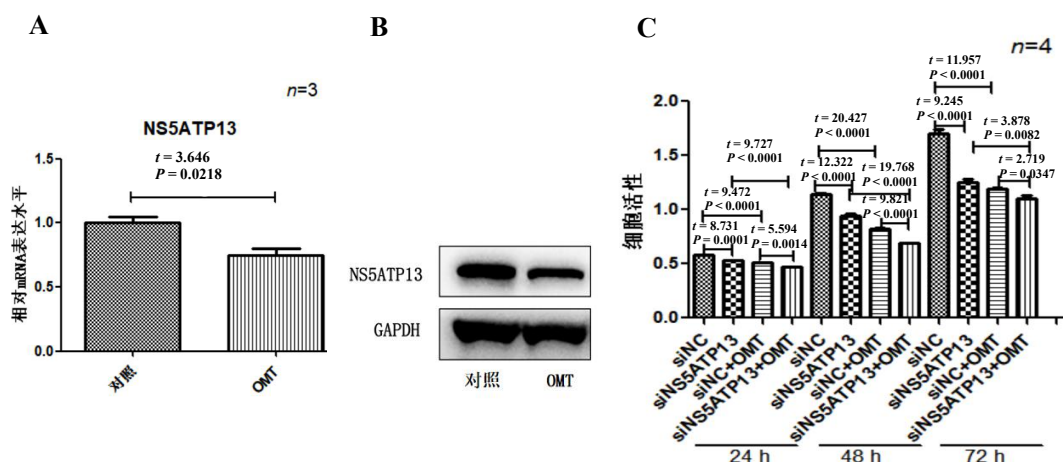 A
n=3
NS5ATP13
t = 3.646
P = 0.0218
相对mRNA表达水平
1.5
1.0
0.5
0.0
对照
OMT
B
NS5ATP13
GAPDH
对照
OMT
C
n=4
细胞活性
2.0
1.5
1.0
0.5
0.0
t = 9.727
P < 0.0001
t = 9.472
P < 0.0001
t = 8.731
P = 0.0001
t = 5.594
P = 0.0014
t = 20.427
P < 0.0001
t = 12.322
P < 0.0001
t = 19.768
P < 0.0001
t = 9.821
P < 0.0001
t = 11.957
P < 0.0001
t = 9.245
P < 0.0001
t = 3.878
P = 0.0082
t = 2.719
P = 0.0347
siNC
siNS5ATP13
siNC+OMT
siNS5ATP13+OMT
siNC
siNS5ATP13
siNC+OMT
siNS5ATP13+OMT
siNC
siNS5ATP13
siNC+OMT
siNS5ATP13+OMT
24 h
48 h
72 h